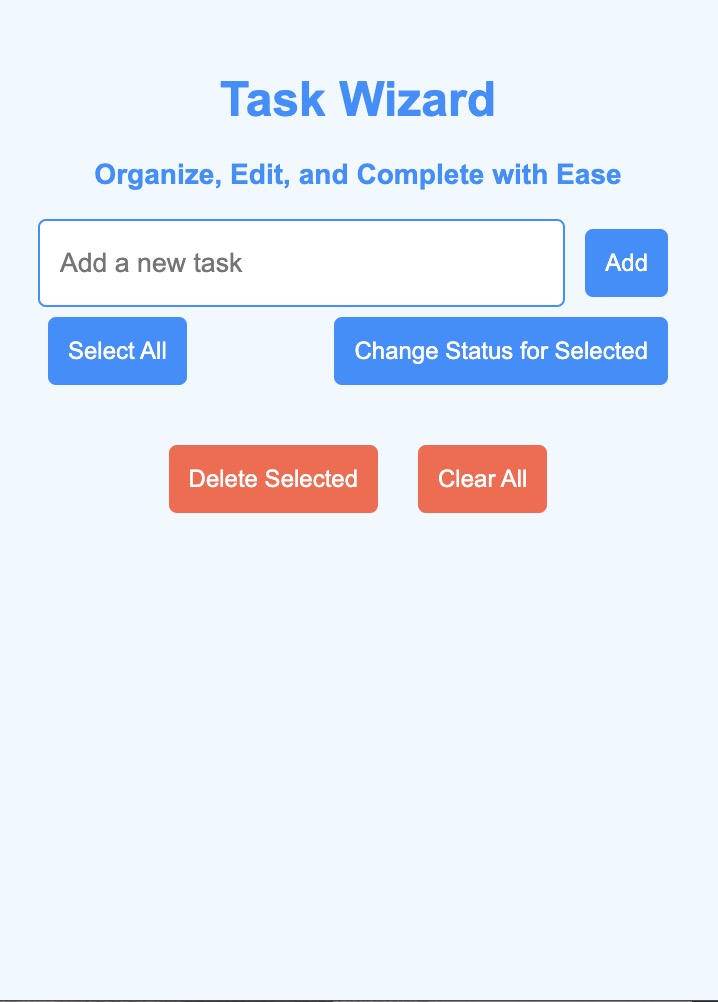 Task Wizard
Organize, Edit, and Complete with Ease
Add a new task
Add
Select All
Change Status for Selected
Delete Selected
Clear All